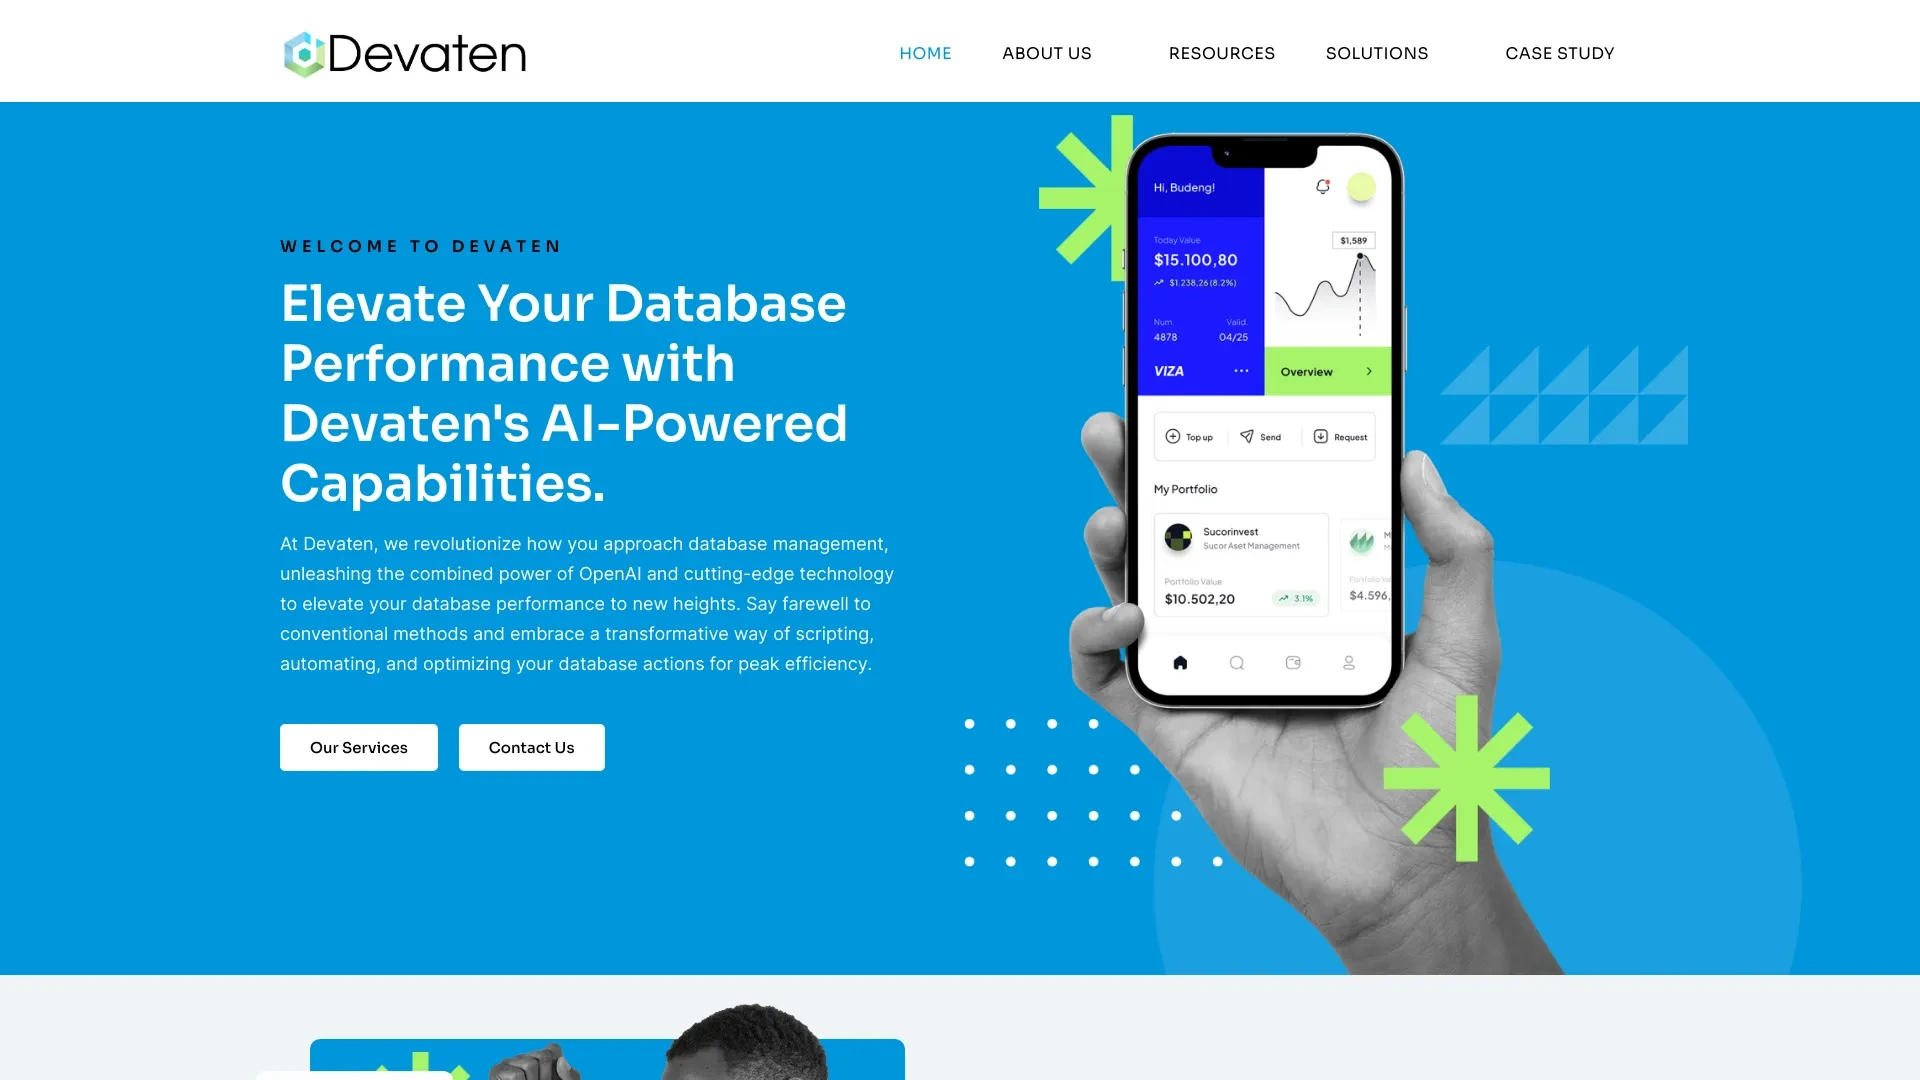 Devaten
HOME
ABOUT US
RESOURCES
SOLUTIONS
CASE STUDY
WELCOME TO DEVATEN
Elevate Your Database
Performance with
Devaten's AI-Powered
Capabilities.
At Devaten, we revolutionize how you approach database management,
unleashing the combined power of OpenAI and cutting-edge technology
to elevate your database performance to new heights. Say farewell to
conventional methods and embrace a transformative way of scripting,
automating, and optimizing your database actions for peak efficiency.
Our Services
Contact Us
Hi, Budeng!
Today Value
$15.100,80
$1.238,26 (8.2%)
Num.
Valid.
4878
04/25
VIZA
$1,589
Overview
Top up
Send
Request
My Portfolio
Sucorinvest
Sucor Aset Management
Portfolio Value
$10.502,20
3.1%
M
Portfolio Va
$4.596,